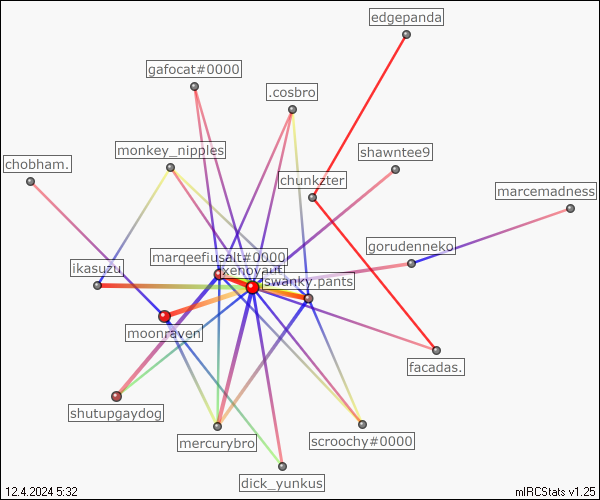 edgepanda
gafocat#0000
.cosbro
monkey_nipples
shawntee9
chobham.
chunkzter
marcemadness
gorudenneko
marqeefiusalt#0000
ikasuzu
xenoyaut
swanky.pants
moonraven
facadas.
shutupgaydog
mercurybro
scroochy#0000
dick_yunkus
12.4.2024 5:32
mIRCStats v1.25